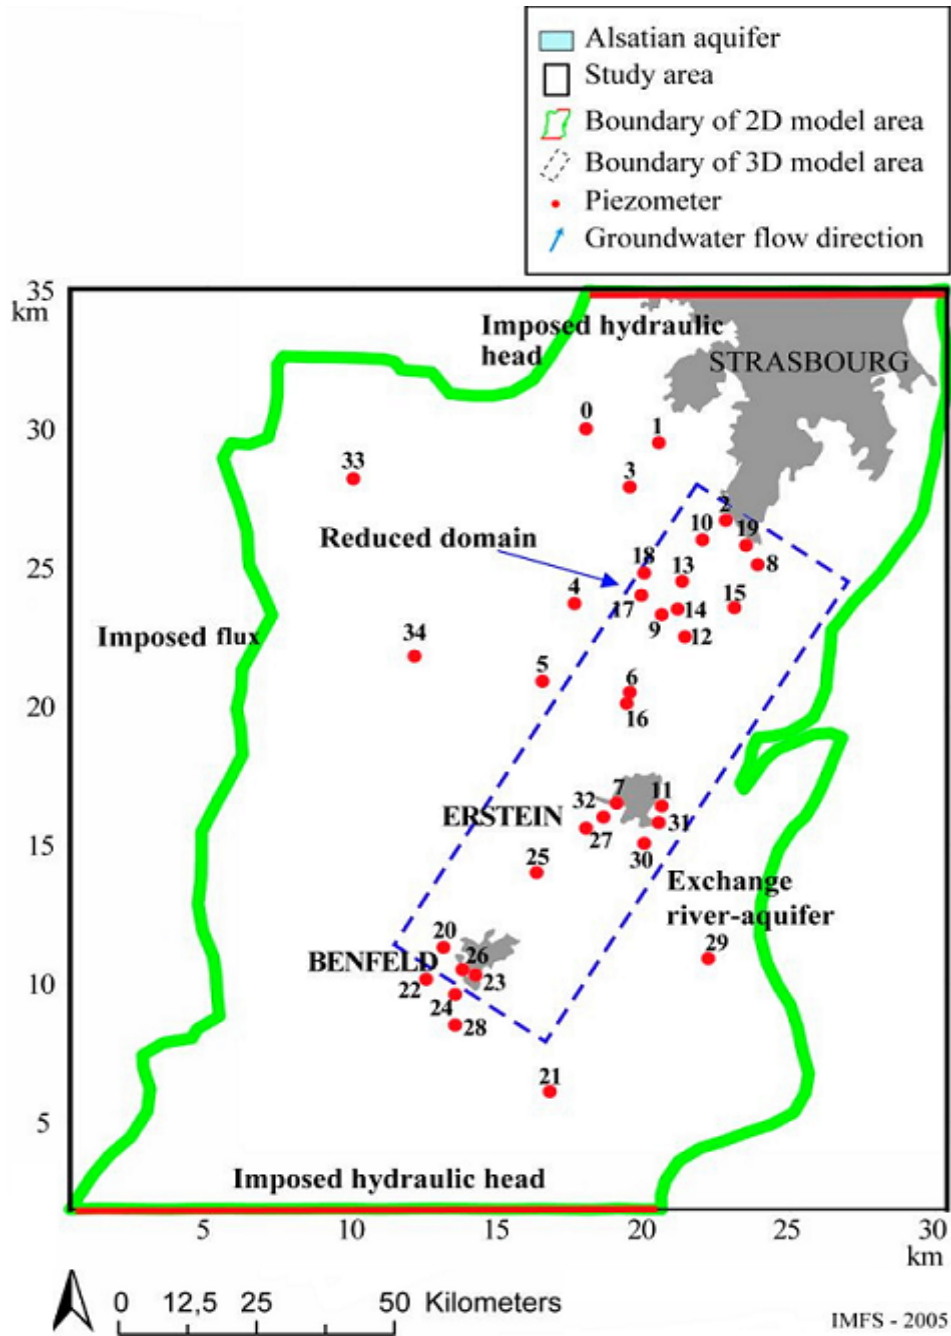 Alsatian aquifer
Study area
Boundary of 2D model area
Boundary of 3D model area
Piezometer
Groundwater flow direction
35
km
Imposed hydraulic
head
STRASBOURG
30
0
1
33
3
2
Reduced domain
10
19
25
18
13
8
4
17
15
14
9
12
34
Imposed flux
5
6
20
16
7
11
32
ERSTEIN
31
27
15
30
25
Exchange
river-aquifer
20
29
BENFELD
26
10
22
23
24
28
21
5
Imposed hydraulic head
5 10 15 20 25 30
km
0 12,5 25 50 Kilometers
IMFS - 2005